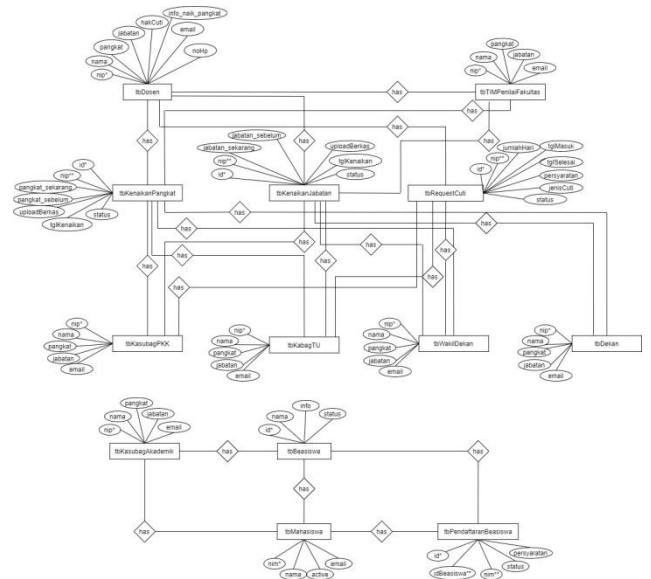 info_naik_pangkat
hakCuti
jabatan
email
pangkat
noHp
nama
nip*
tbDosen
pangkat
nama
jabatan
nip*
email
tbTIMPenilaiFakultas
has
has
has
has
has
has
has
id*
nip**
pangkat_sekarang
pangkat_sebelum
uploadBerkas
tglKenaikan
status
tbKenaikanPangkat
jabatan_sebelum
jabatan_sekarang
nip**
id*
uploadBerkas
tglKenaikan
status
tbKenaikanJabatan
jumlahHari
nip**
id*
tglMasuk
tglSelesai
persyaratan
jenisCuti
status
tbRequestCuti
has
has
has
has
has
has
has
has
has
has
nip*
nama
pangkat
jabatan
email
tbKasubagPKK
nip*
nama
pangkat
jabatan
email
tbKabagTU
nip*
nama
pangkat
jabatan
email
tbWakilDekan
nip*
nama
pangkat
jabatan
email
tbDekan
pangkat
nama
jabatan
nip*
email
tbKasubagAkademik
has
info
nama
status
id*
tbBeasiswa
has
has
has
tbMahasiswa
has
tbPendaftaranBeasiswa
nim*
nama
active
email
id*
idBeasiswa**
nim**
status
persyaratan